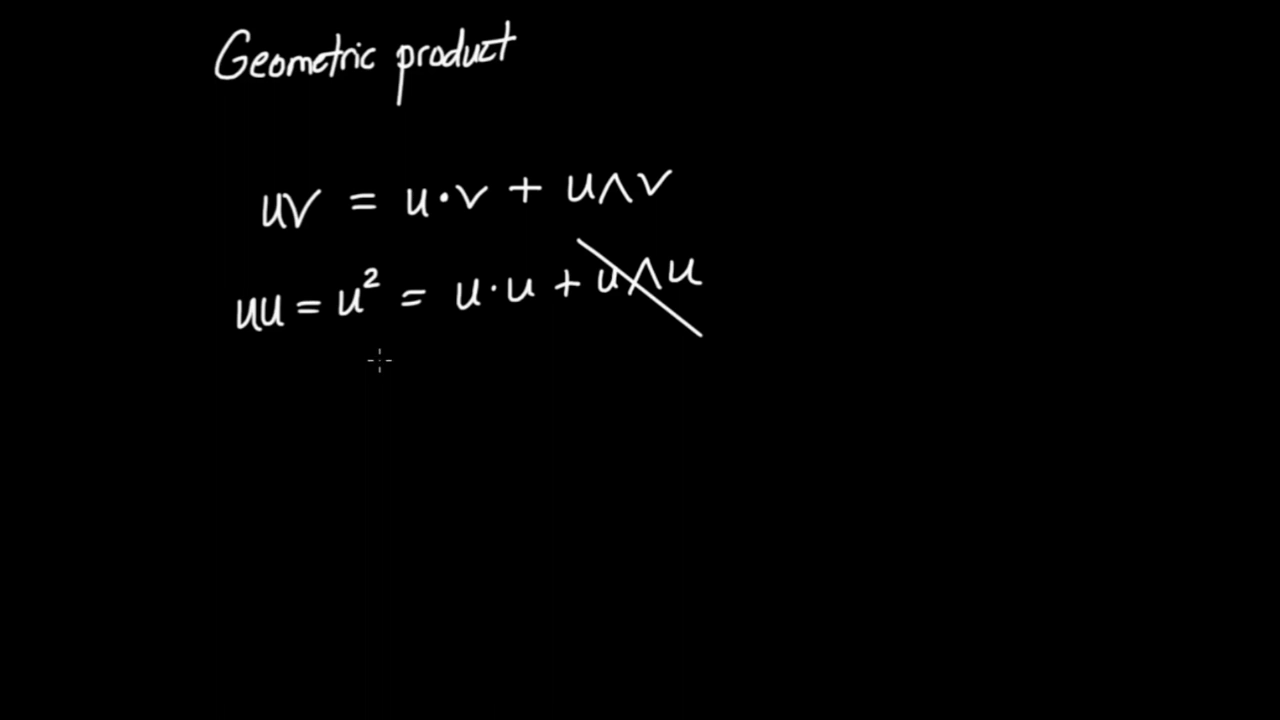 Geometric product
uv = u·v + u∧v
uu = u² = u·u + u∧u